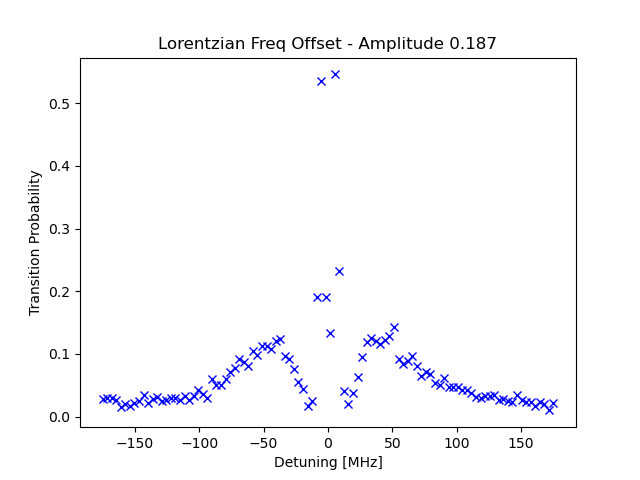 Lorentzian Freq Offset - Amplitude 0.187
Transition Probability
0.5
0.4
0.3
0.2
0.1
0.0
−150 −100 −50 0 50 100 150
Detuning [MHz]